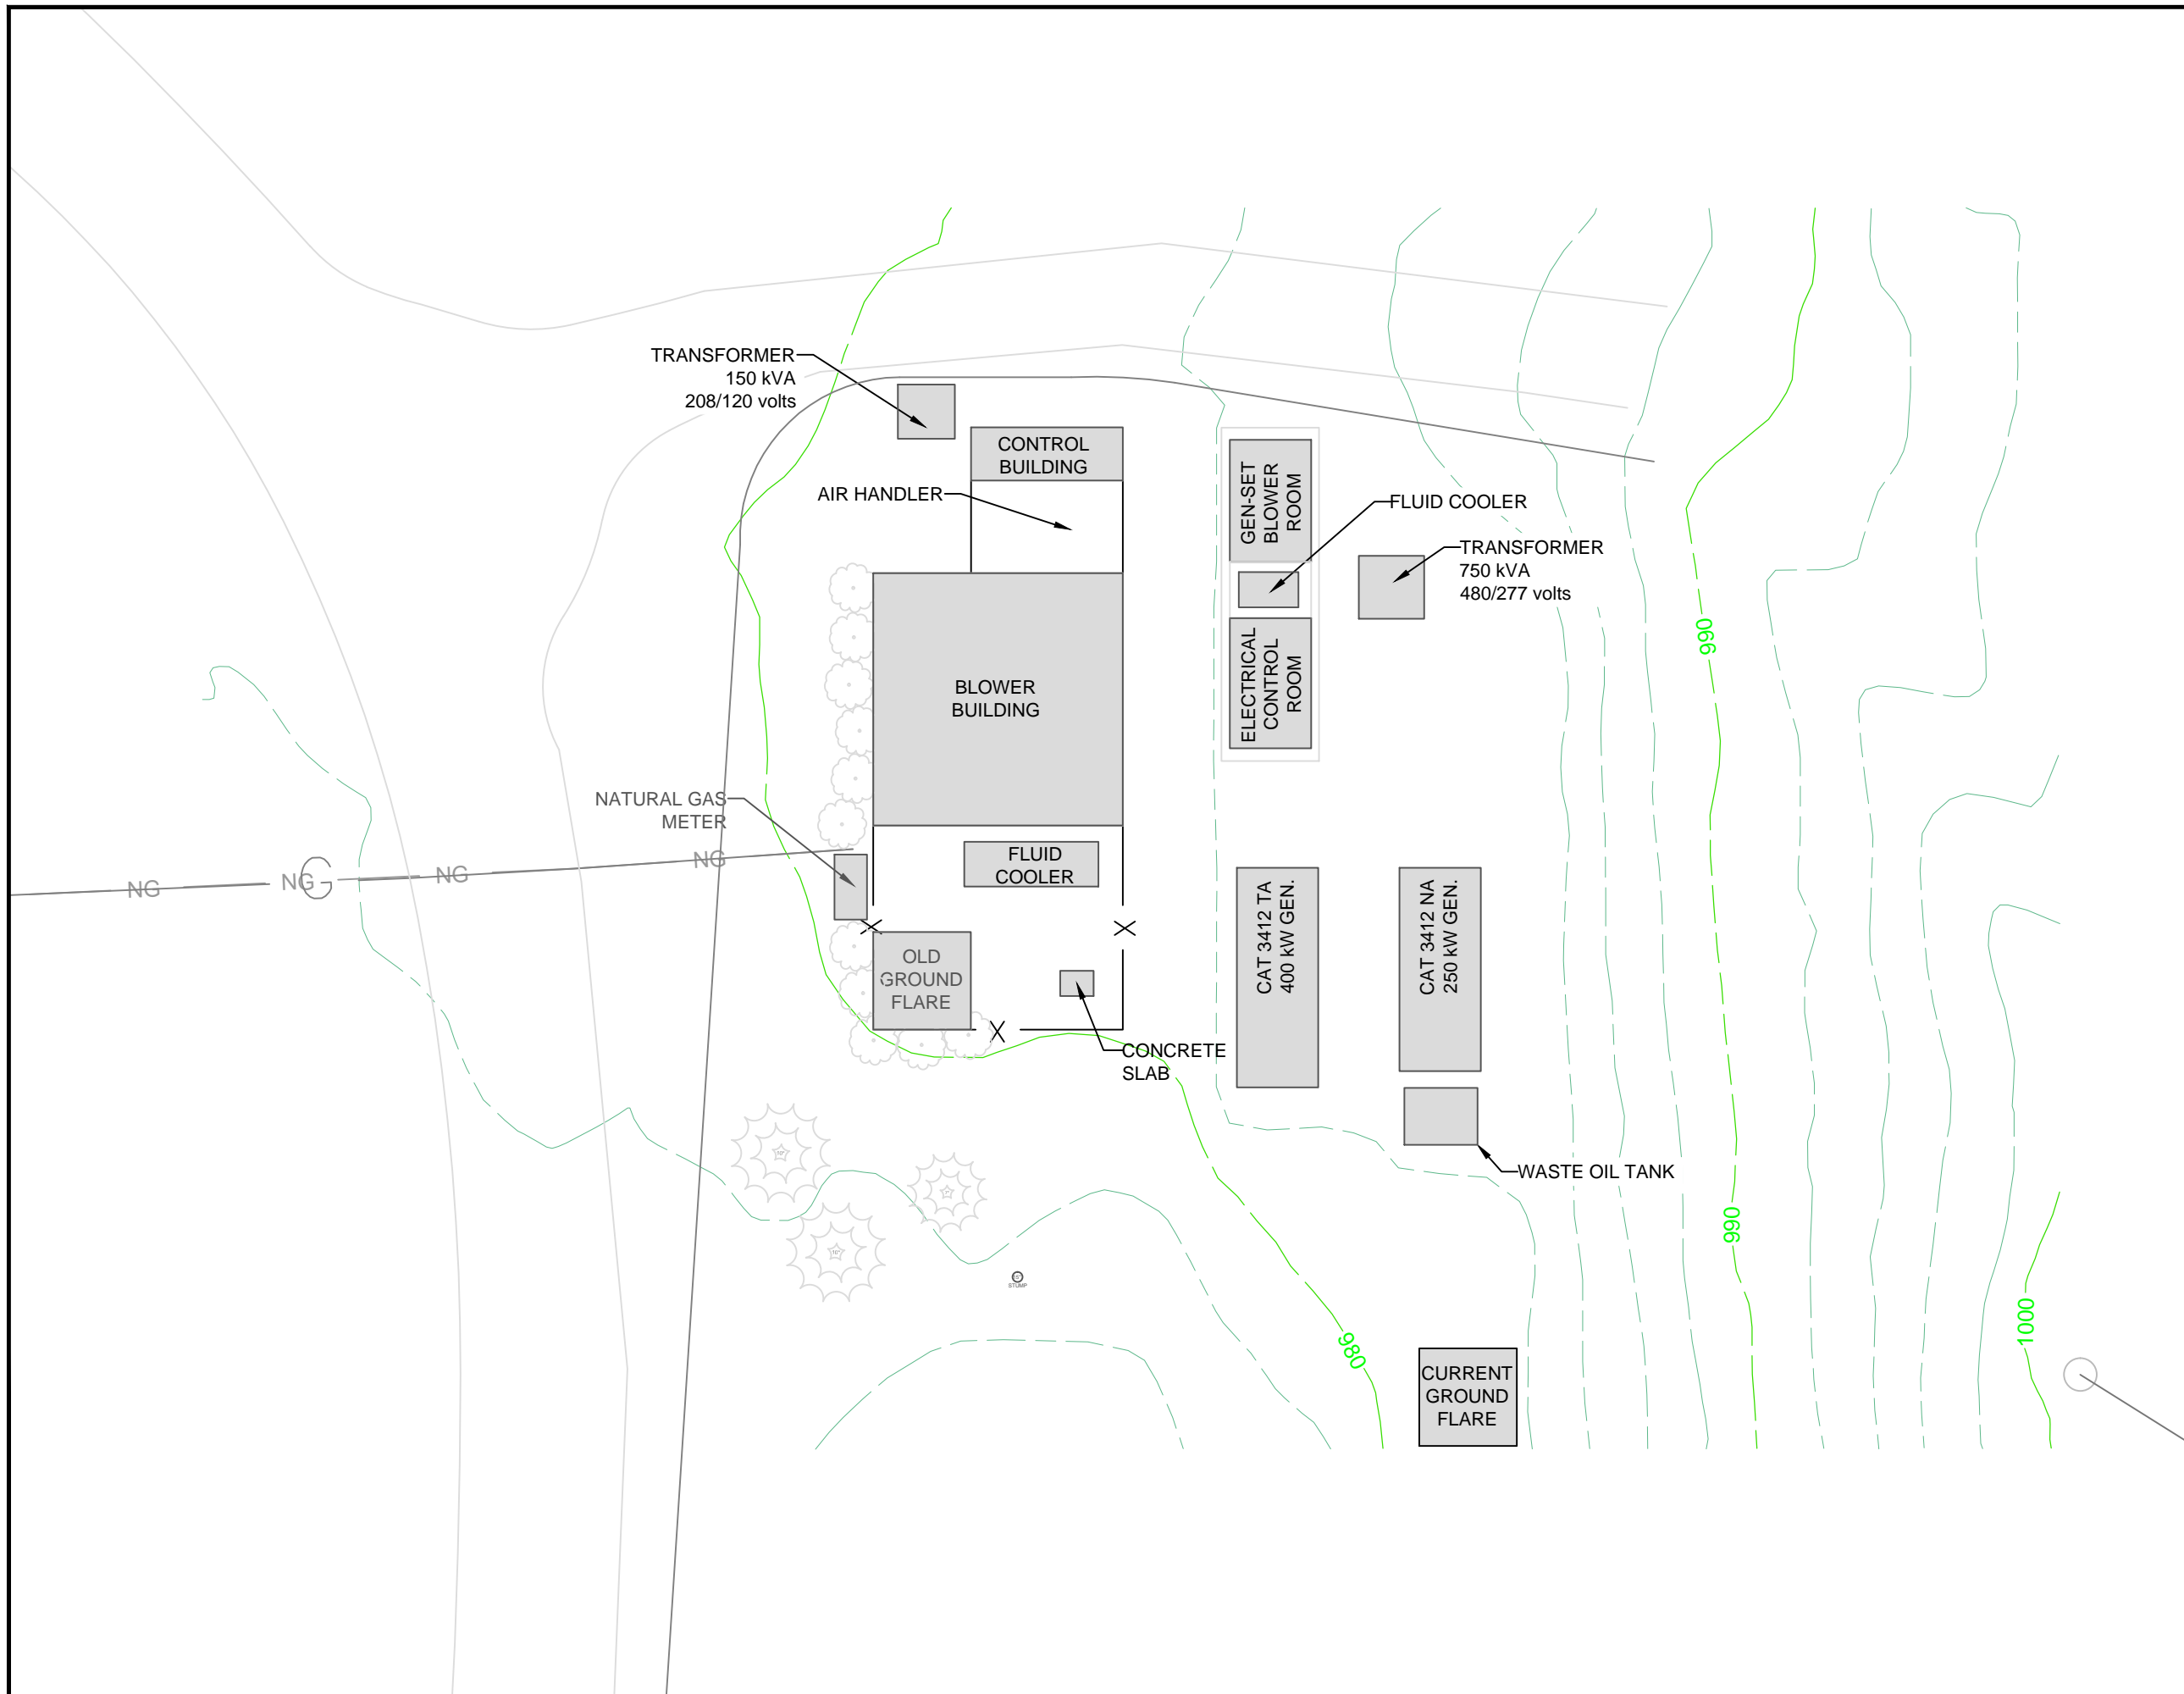 TRANSFORMER
150 kVA
208/120 volts
CONTROL
BUILDING
AIR HANDLER
GEN-SET
BLOWER
ROOM
FLUID COOLER
TRANSFORMER
750 kVA
480/277 volts
ELECTRICAL
CONTROL
ROOM
990
BLOWER
BUILDING
NATURAL GAS
METER
NG
NG
NG
NG
G
FLUID
COOLER
X
X
OLD
GROUND
FLARE
CAT 3412 TA
400 kW GEN.
CAT 3412 NA
250 kW GEN.
X
CONCRETE
SLAB
WASTE OIL TANK
990
STUMP
980
1000
CURRENT
GROUND
FLARE